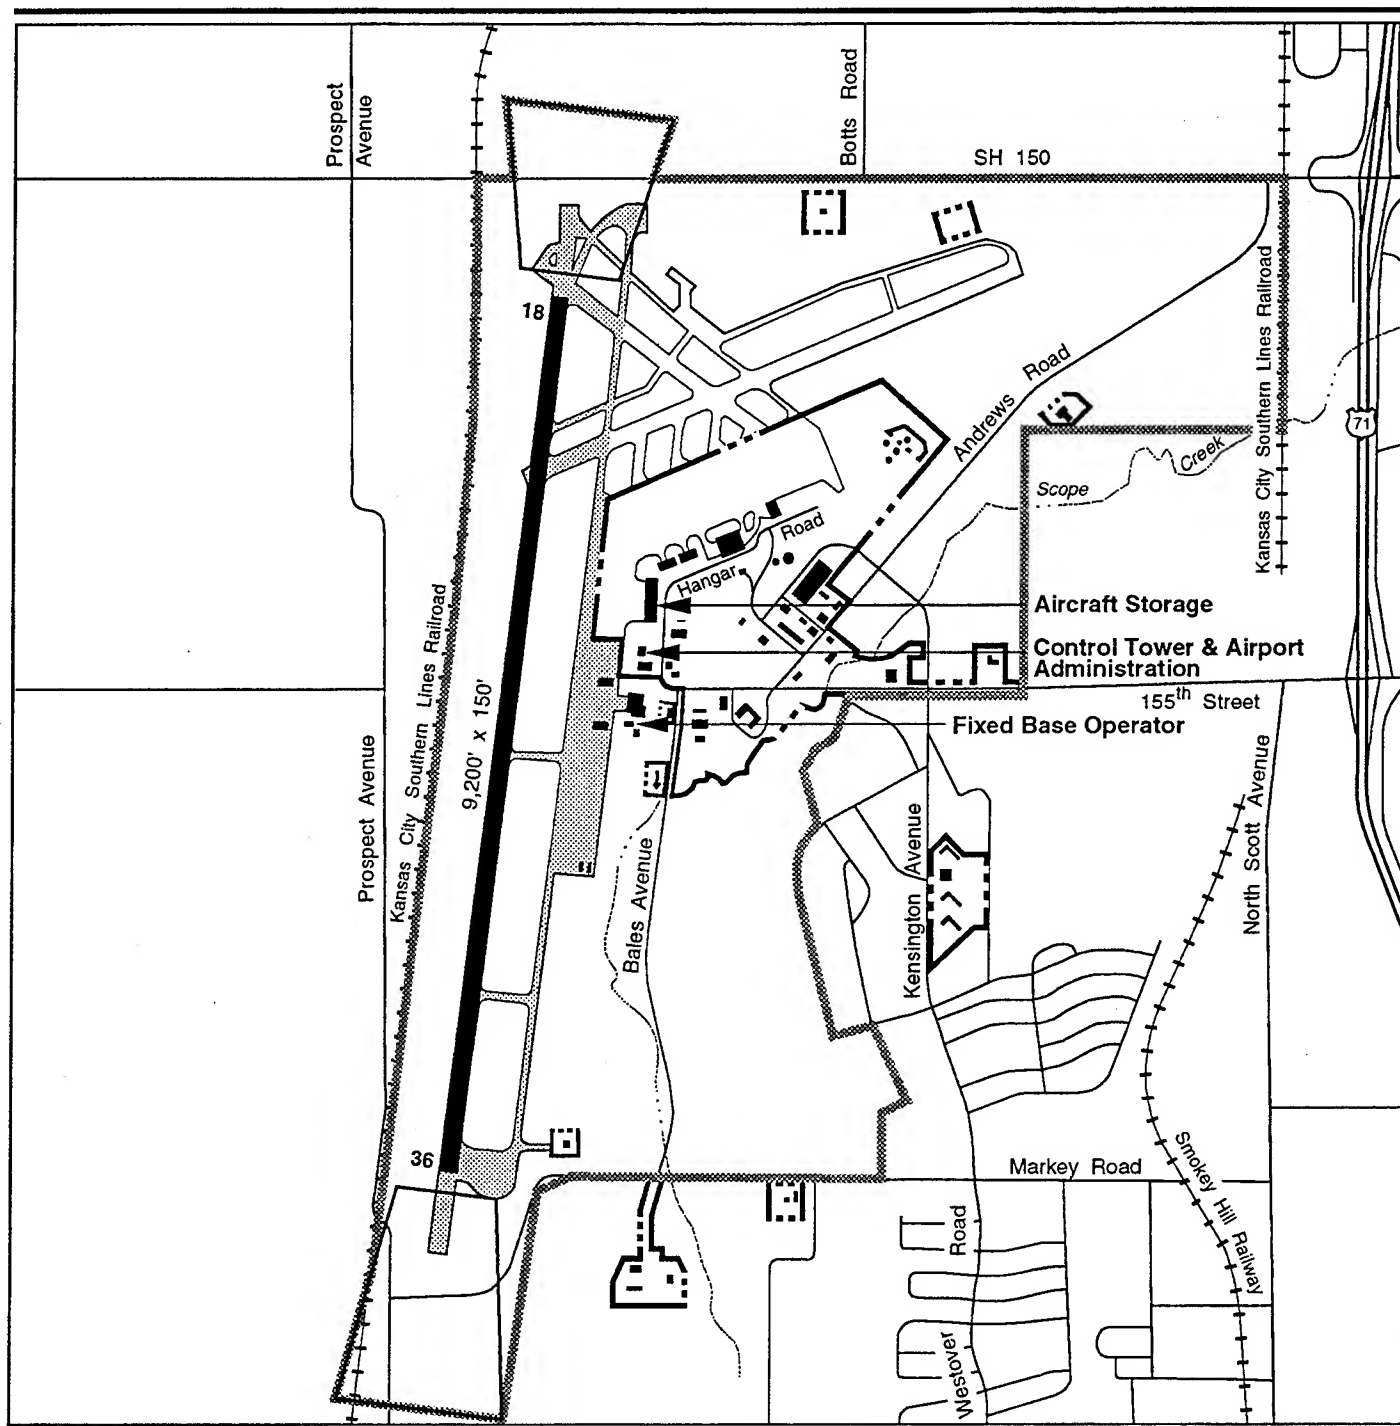 Prospect
Avenue
Botts Road
SH 150
Kansas City Southern Lines Railroad
18
71
Andrews Road
Scope Creek
Hangar Road
Aircraft Storage
Control Tower & Airport
Administration
155th Street
Fixed Base Operator
9,200' x 150'
Kansas City Southern Lines Railroad
Prospect Avenue
Bales Avenue
Kensington Avenue
North Scott Avenue
36
Markey Road
Smokey Hill Railway
Westover Road